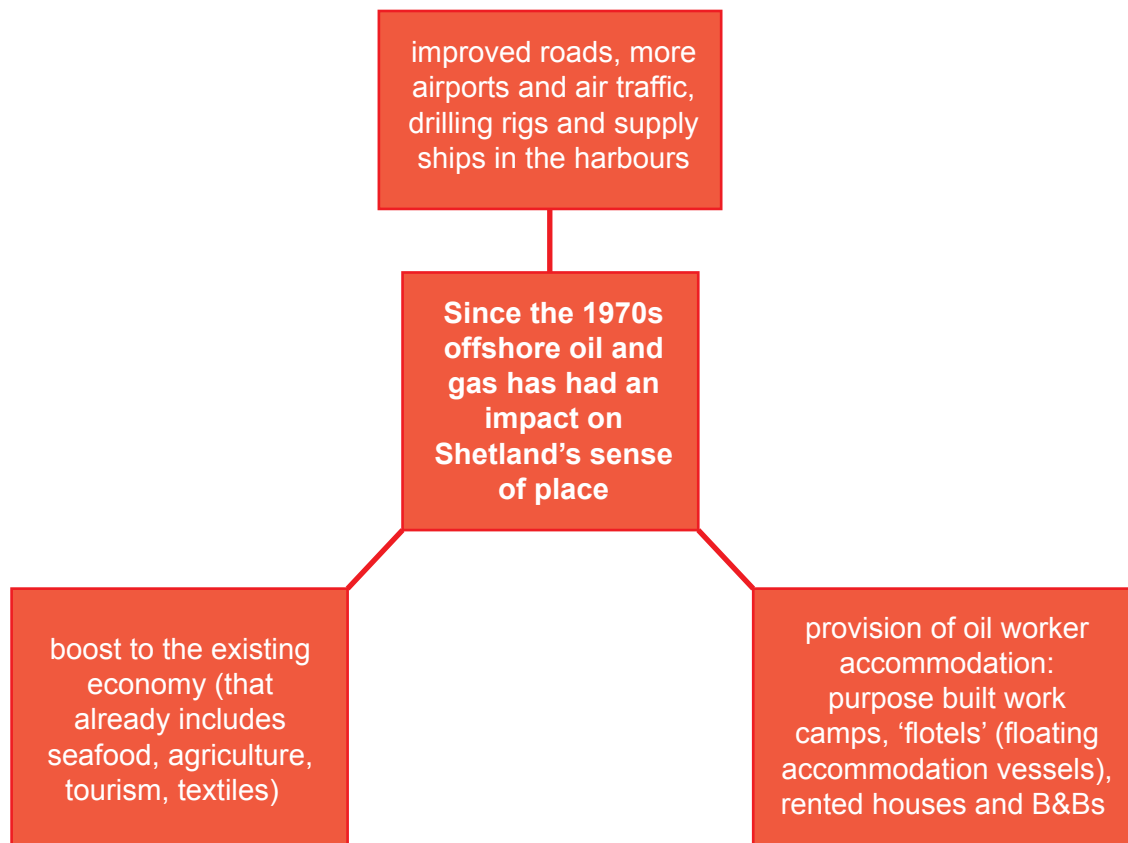 improved roads, more
airports and air traffic,
drilling rigs and supply
ships in the harbours
Since the 1970s
offshore oil and
gas has had an
impact on
Shetland’s sense
of place
boost to the existing
economy (that
already includes
seafood, agriculture,
tourism, textiles)
provision of oil worker
accommodation:
purpose built work
camps, ‘flotels’ (floating
accommodation vessels),
rented houses and B&Bs